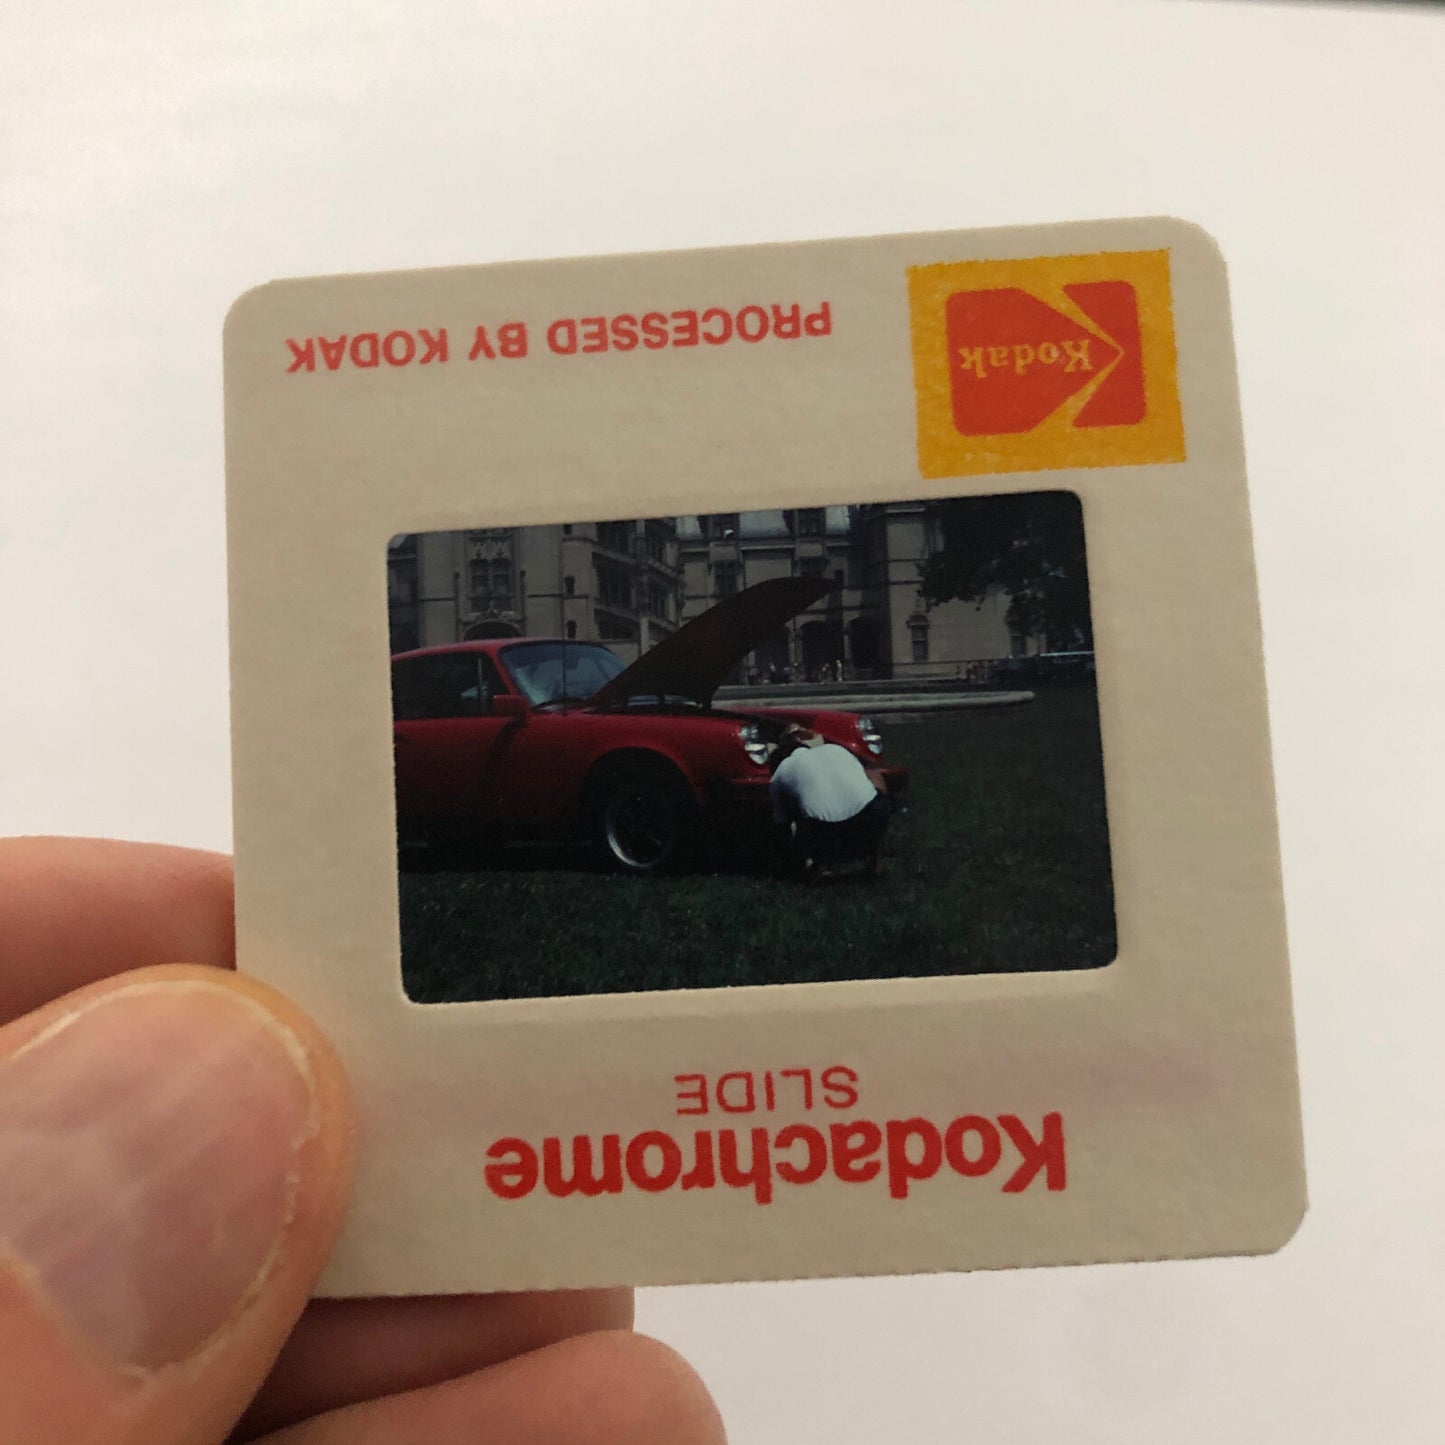 Kodachrome
SLIDE
Kodak
PROCESSED BY KODAK